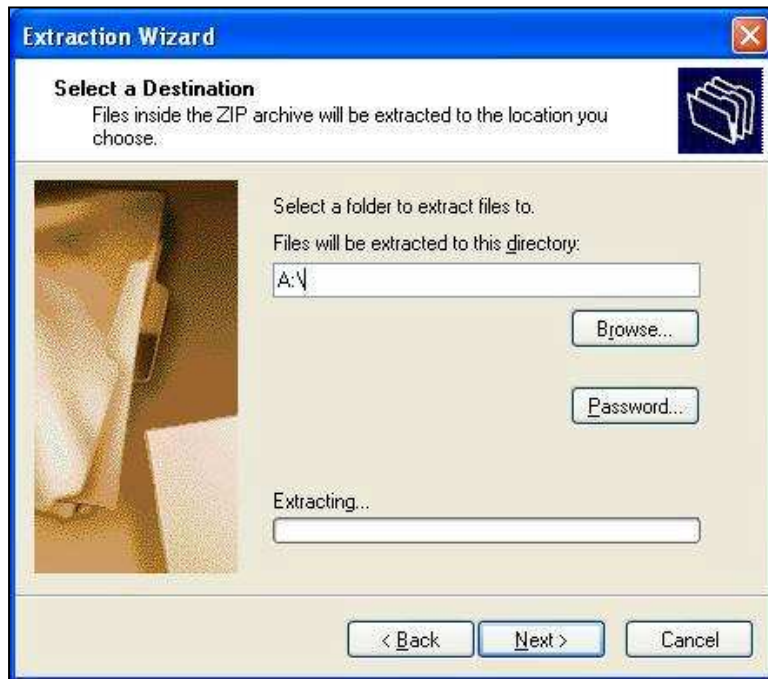 Extraction Wizard
Select a Destination
Files inside the ZIP archive will be extracted to the location you
choose.
Select a folder to extract files to.
Files will be extracted to this directory:
A:\
Browse...
Password...
Extracting...
< Back
Next >
Cancel